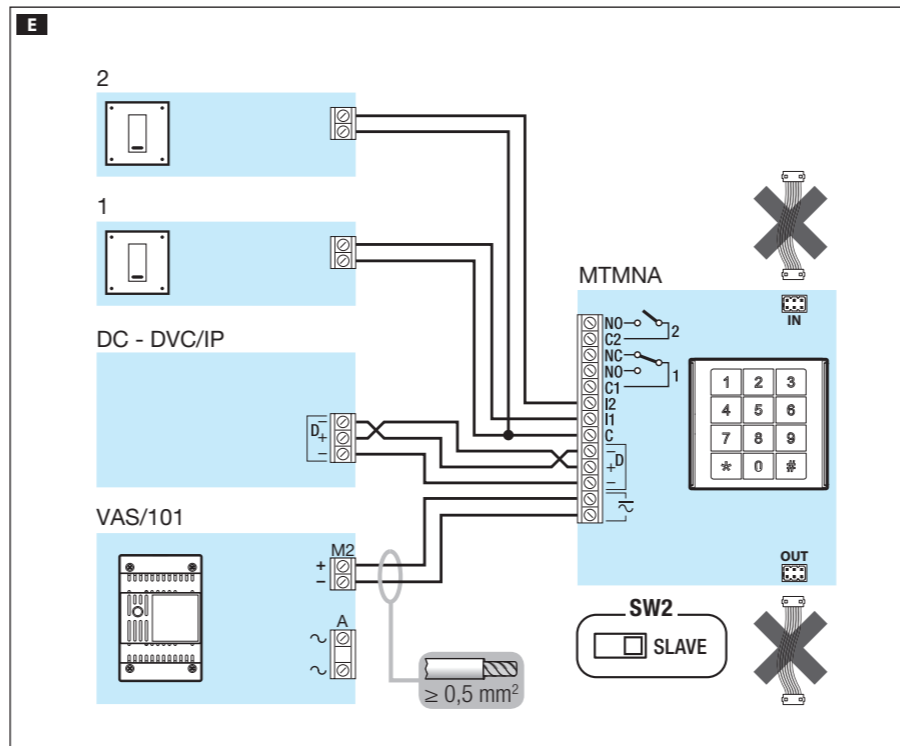 E
2
1
DC - DVC/IP
D
−
+
−
VAS/101
M2
+
−
A
~
~
≥ 0,5 mm²
MTMNA
IN
NO
C2
2
NC
NO
C1
1
I2
I1
C
−
+
D
−
1 2 3
4 5 6
7 8 9
* 0 #
OUT
SW2
SLAVE